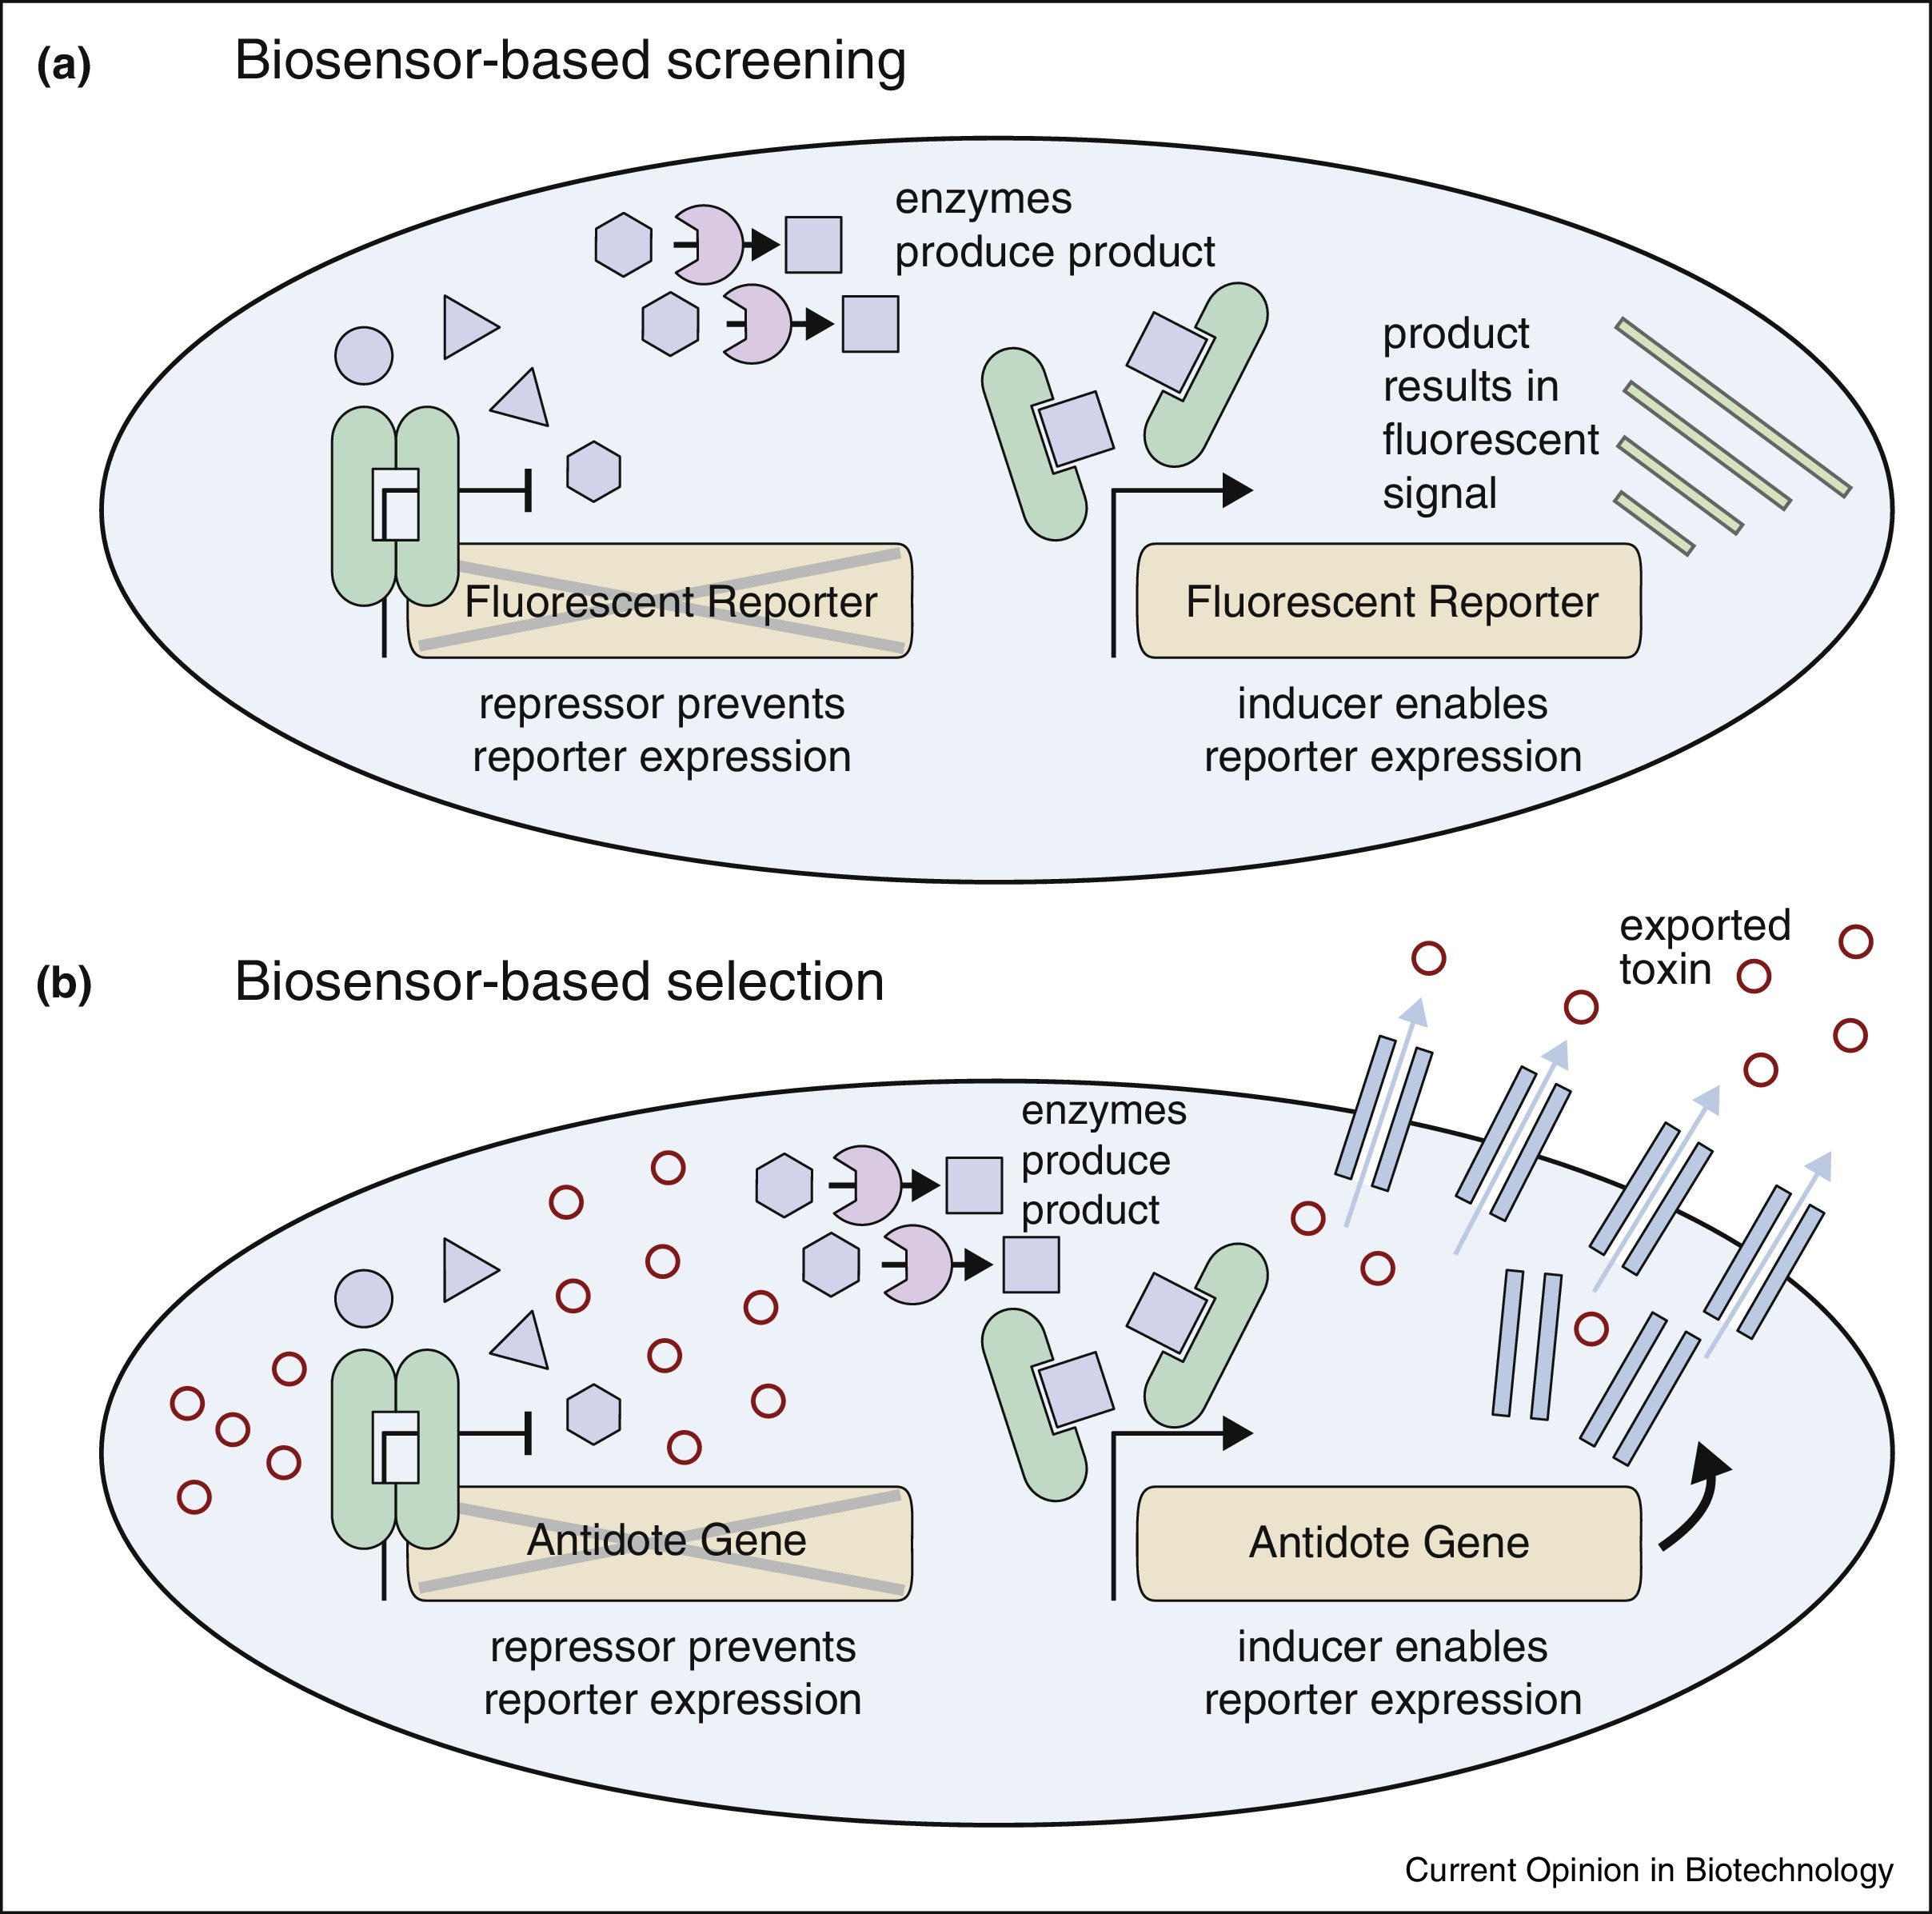 (a) Biosensor-based screening
enzymes
produce product
product
results in
fluorescent
signal
Fluorescent Reporter
Fluorescent Reporter
repressor prevents
reporter expression
inducer enables
reporter expression
exported
toxin
(b) Biosensor-based selection
enzymes
produce
product
Antidote Gene
Antidote Gene
repressor prevents
reporter expression
inducer enables
reporter expression
Current Opinion in Biotechnology